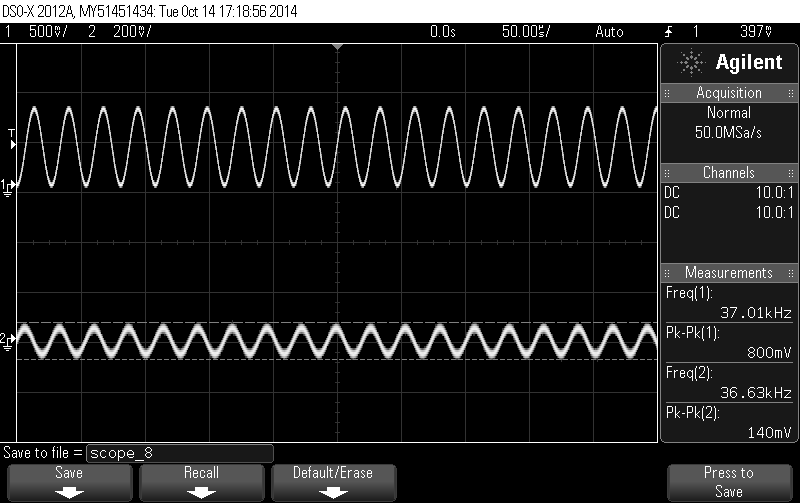 DSO-X 2012A, MY51451434: Tue Oct 14 17:18:56 2014
1 500mV/ 2 200mV/ 0.0s 50.00us/ Auto 1 397mV
Agilent
Acquisition
Normal
50.0MSa/s
Channels
DC 10.0:1
DC 10.0:1
Measurements
Freq(1):
37.01kHz
Pk-Pk(1):
800mV
Freq(2):
36.63kHz
Pk-Pk(2):
140mV
T
1
2
Save to file = scope_8
Save Recall Default/Erase Press to
Save